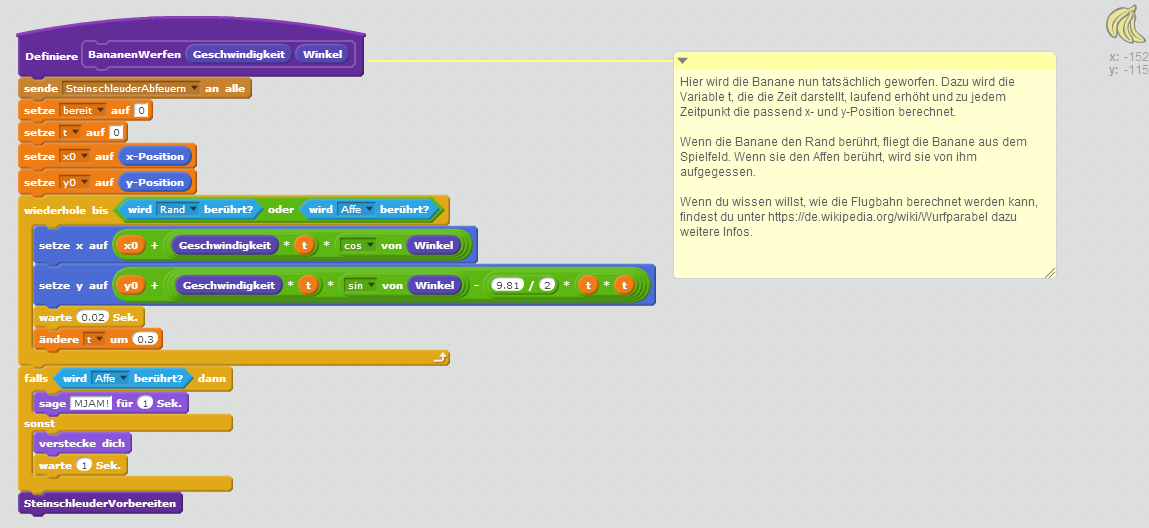 Definiere BananenWerfen Geschwindigkeit Winkel
sende SteinschleuderAbfeuern an alle
setze bereit auf 0
setze t auf 0
setze x0 auf x-Position
setze y0 auf y-Position
wiederhole bis wird Rand berührt? oder wird Affe berührt?
setze x auf x0 + Geschwindigkeit * t * cos von Winkel
setze y auf y0 + Geschwindigkeit * t * sin von Winkel - 9.81 / 2 * t * t
warte 0.02 Sek.
ändere t um 0.3
falls wird Affe berührt? dann
sage MJAM! für 1 Sek.
sonst
verstecke dich
warte 1 Sek.
SteinschleuderVorbereiten
Hier wird die Banane nun tatsächlich geworfen. Dazu wird die
Variable t, die die Zeit darstellt, laufend erhöht und zu jedem
Zeitpunkt die passend x- und y-Position berechnet.
Wenn die Banane den Rand berührt, fliegt die Banane aus dem
Spielfeld. Wenn sie den Affen berührt, wird sie von ihm
aufgegessen.
Wenn du wissen willst, wie die Flugbahn berechnet werden kann,
findest du unter https://de.wikipedia.org/wiki/Wurfparabel dazu
weitere Infos.
x: -152
y: -115